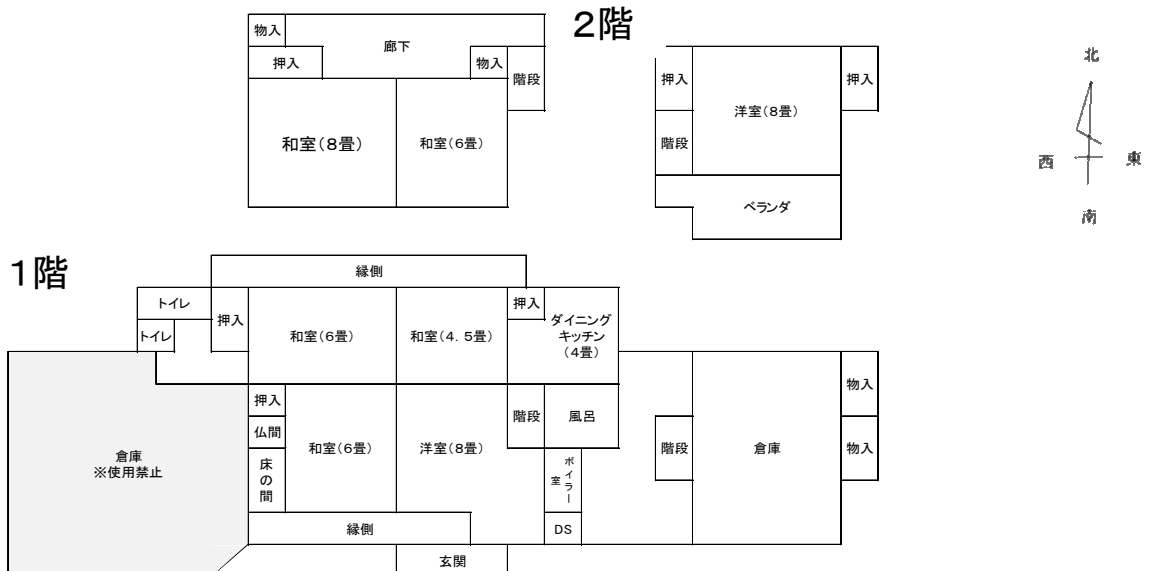 2階
物入
廊下
押入
物入
階段
和室(8畳)
和室(6畳)
押入
洋室(8畳)
押入
階段
ベランダ
北
西
東
南
1階
縁側
トイレ
トイレ
押入
和室(6畳)
和室(4.5畳)
押入
ダイニング
キッチン
(4畳)
押入
仏間
床の間
和室(6畳)
洋室(8畳)
階段
風呂
ボイラー
室
DS
階段
倉庫
物入
物入
倉庫
※使用禁止
縁側
玄関